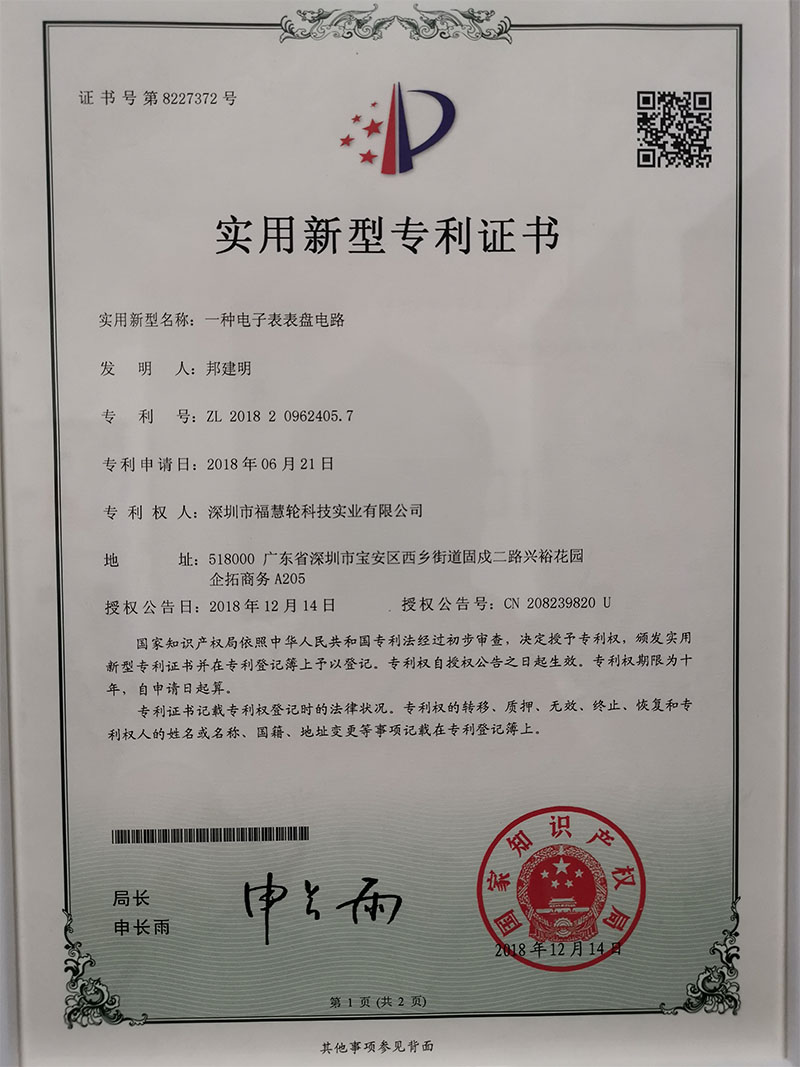 证书号第8227372号
实用新型专利证书
实用新型名称：一种电子表表盘电路
发明人：邦建明
专利号：ZL 2018 2 0962405.7
专利申请日：2018年06月21日
专利权人：深圳市福慧轮科技实业有限公司
地址：518000 广东省深圳市宝安区西乡街道固戍二路兴裕花园
企拓商务A205
授权公告日：2018年12月14日 授权公告号：CN 208239820 U
国家知识产权局依照中华人民共和国专利法经过初步审查，决定授予专利权，颁发实用
新型专利证书并在专利登记簿上予以登记。专利权自授权公告之日起生效。专利权期限为十
年，自申请日起算。
专利证书记载专利权登记时的法律状况。专利权的转移、质押、无效、终止、恢复和专
利权人的姓名或名称、国籍、地址变更等事项记载在专利登记簿上。
局长
申长雨
申长雨
国家知识产权局
2018年12月14日
第1页(共2页)
其他事项参见背面